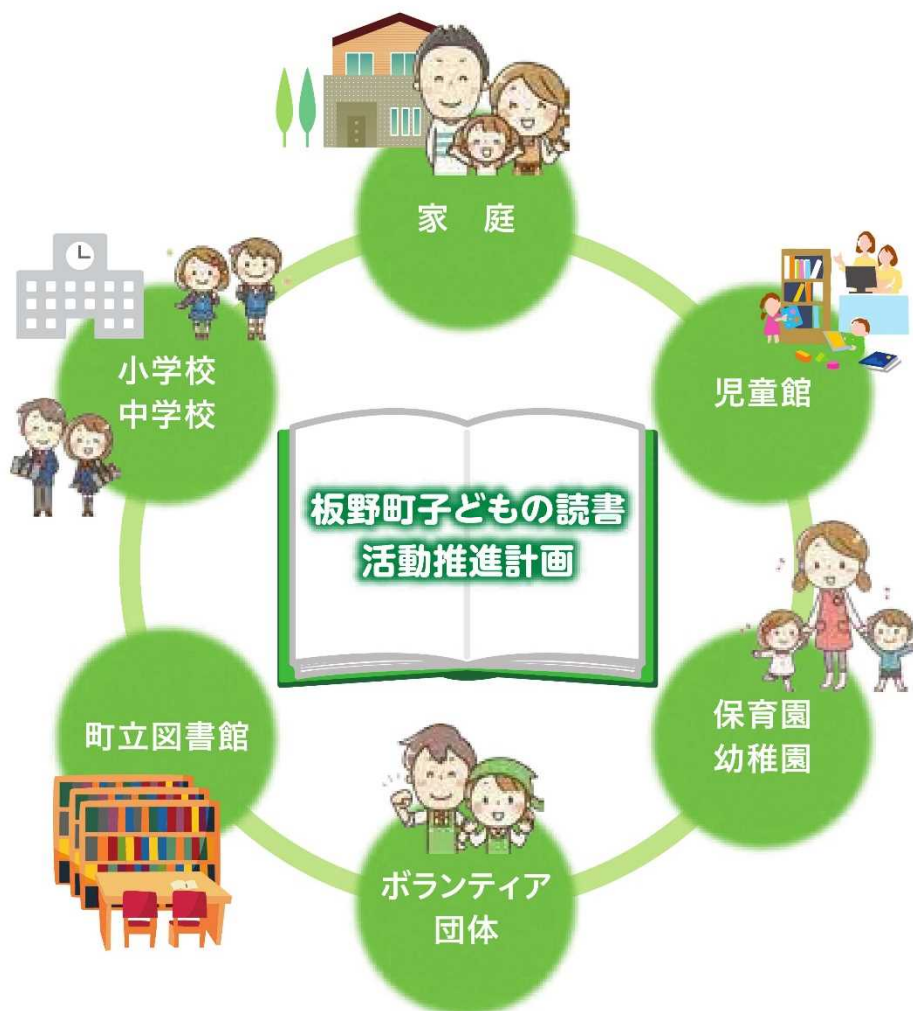 家 庭
小学校
中学校
児童館
板野町子どもの読書
活動推進計画
町立図書館
保育園
幼稚園
ボランティア
団体